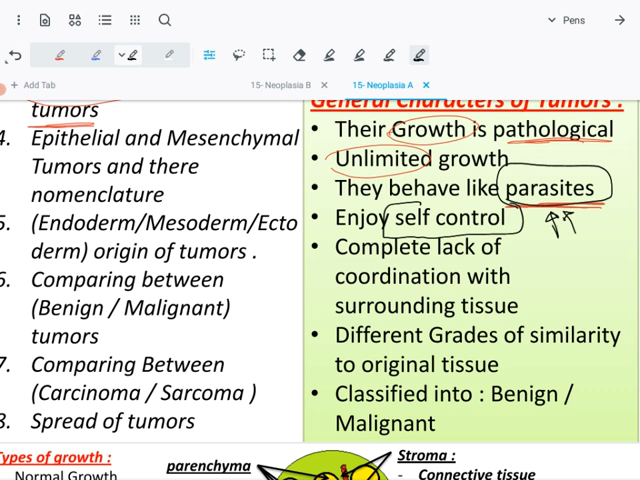 Pens
Add Tab
15- Neoplasia B
15- Neoplasia A
tumors
4. Epithelial and Mesenchymal
Tumors and there
nomenclature
5. (Endoderm/Mesoderm/Ecto
derm) origin of tumors .
6. Comparing between
(Benign / Malignant)
tumors
7. Comparing Between
(Carcinoma / Sarcoma )
8. Spread of tumors
General Characters of Tumors :
• Their Growth is pathological
• Unlimited growth
• They behave like parasites
• Enjoy self control
• Complete lack of
coordination with
surrounding tissue
• Different Grades of similarity
to original tissue
• Classified into : Benign /
Malignant
Types of growth :
Normal Growth
parenchyma
Stroma :
- Connective tissue